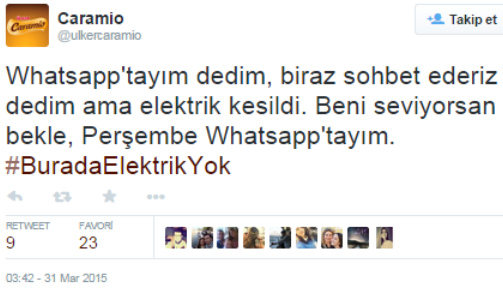 Caramio
@ulkercaramio
Takip et
Whatsapp'tayım dedim, biraz sohbet ederiz
dedim ama elektrik kesildi. Beni seviyorsan
bekle, Perşembe Whatsapp'tayım.
#BuradaElektrikYok
RETWEET FAVORİ
9 23
03:42 - 31 Mar 2015